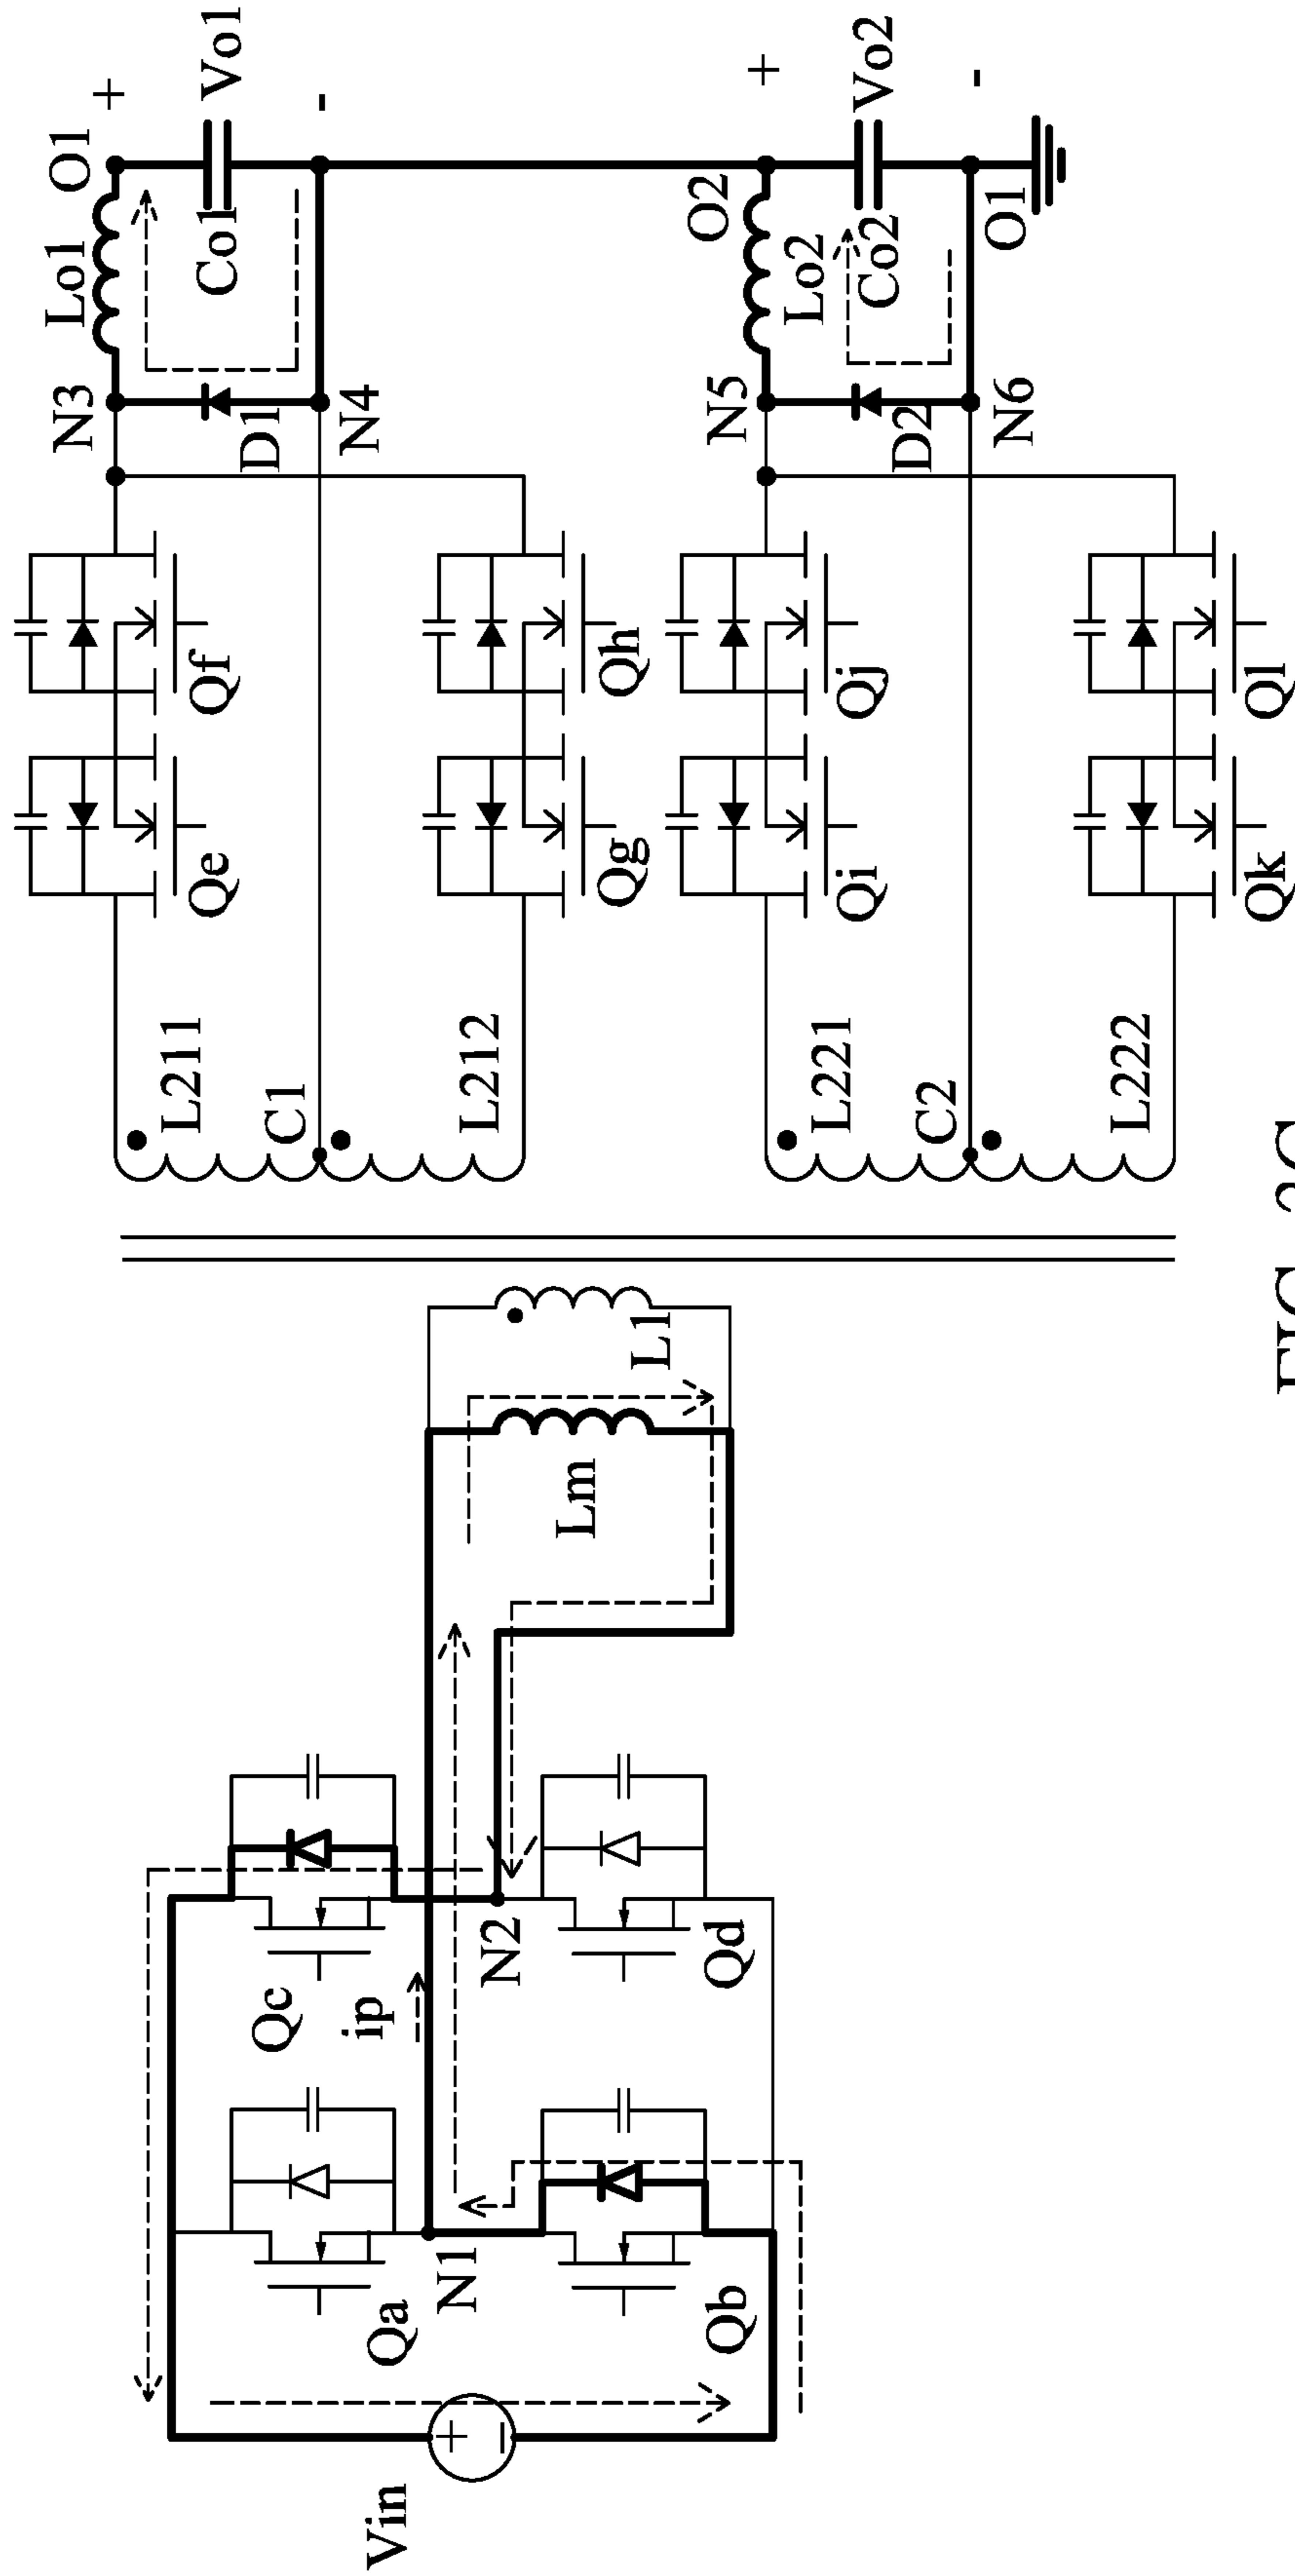 Vin
+
−
Qa
Qb
N1
Qc
ip
N2
Qd
Lm
L1
L211
C1
L212
L221
C2
L222
Qe
Qf
Qg
Qh
Qi
Qj
Qk
Ql
N3
D1
N4
N5
D2
N6
Lo1
O1
Co1
+
Vo1
-
Lo2
O2
Co2
O1
+
Vo2
-